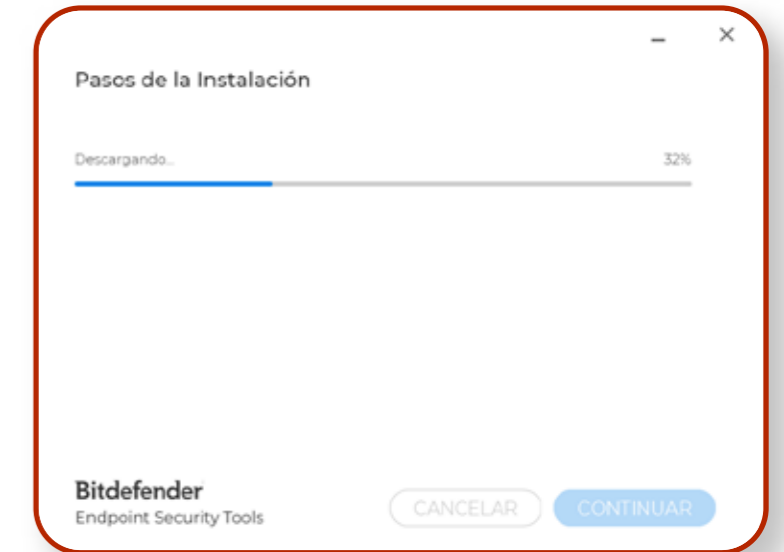 Pasos de la Instalación
Descargando... 32%
Bitdefender
Endpoint Security Tools
CANCELAR CONTINUAR